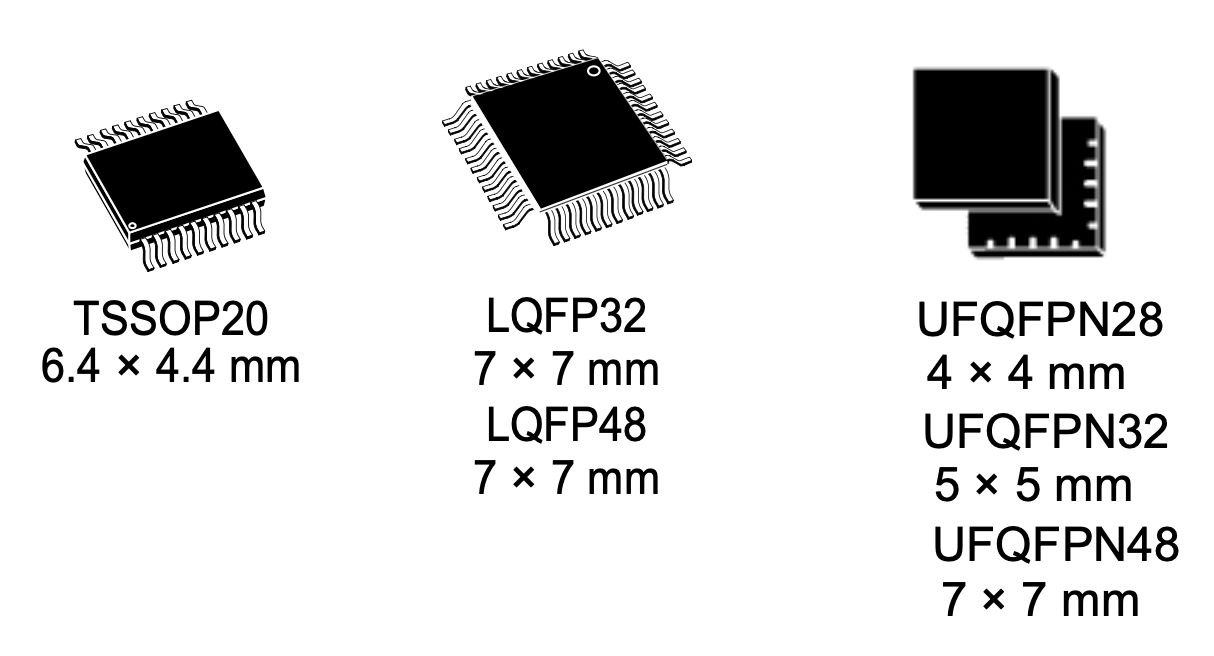 TSSOP20
6.4 × 4.4 mm
LQFP32
7 × 7 mm
LQFP48
7 × 7 mm
UFQFPN28
4 × 4 mm
UFQFPN32
5 × 5 mm
UFQFPN48
7 × 7 mm